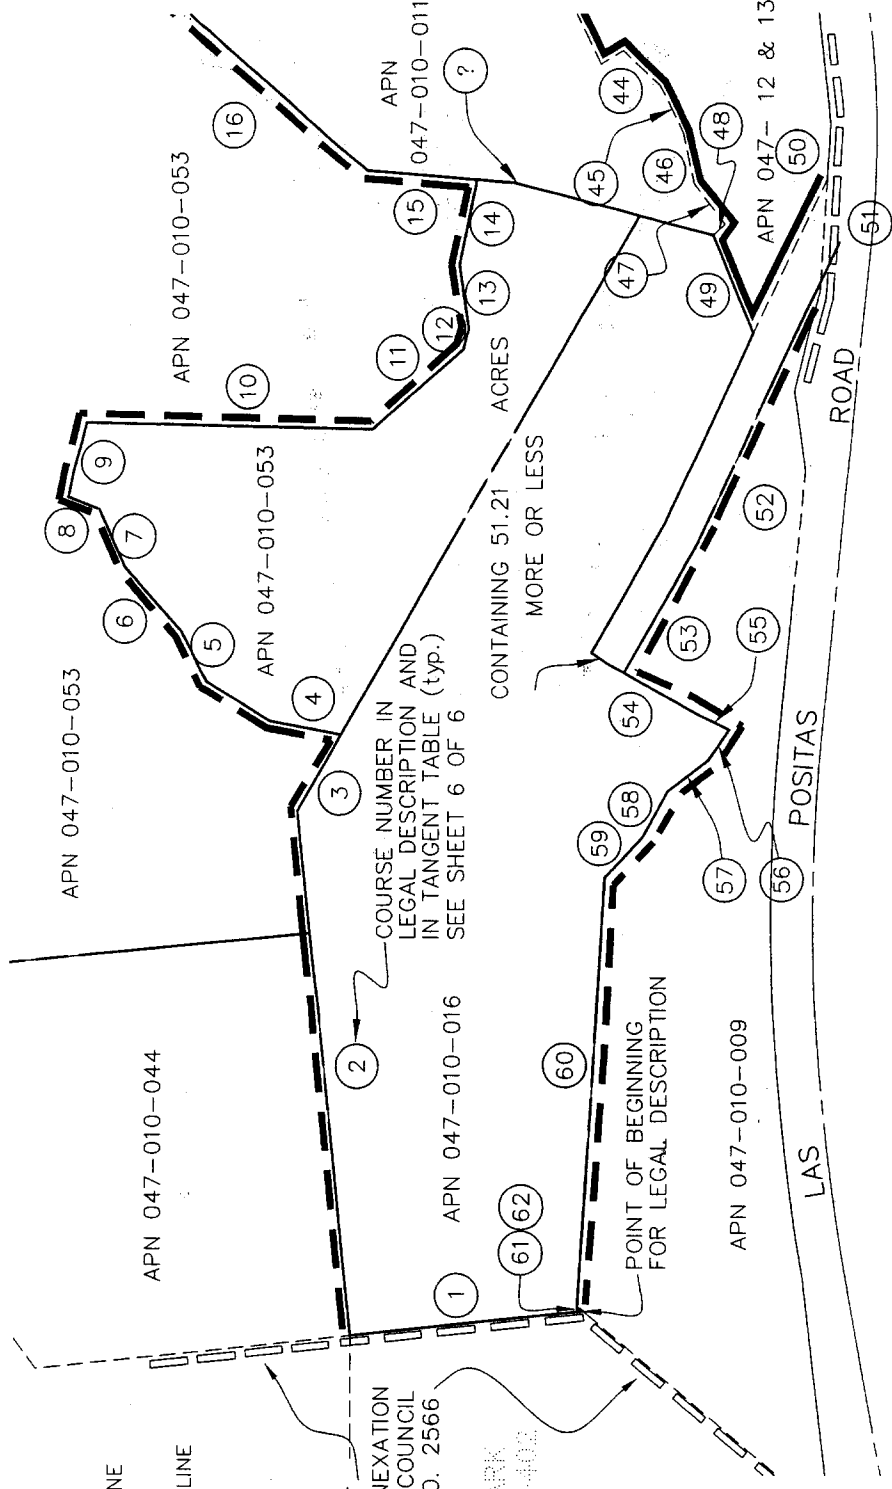 NE
LINE
NEXATION
COUNCIL
O. 2566
APN 047-010-044
APN 047-010-053
APN 047-010-053
APN 047-010-053
APN
047-010-011
?
16
15
14
13
12
11
10
9
8
7
6
5
4
3
2
1
COURSE NUMBER IN
LEGAL DESCRIPTION AND
IN TANGENT TABLE (typ.)
SEE SHEET 6 OF 6
APN 047-010-016
CONTAINING 51.21 ACRES
MORE OR LESS
44
45
46
47
48
49
50
51
52
53
54
55
56
57
58
59
60
61
62
APN 047- 12 & 13
POINT OF BEGINNING
FOR LEGAL DESCRIPTION
APN 047-010-009
LAS POSITAS ROAD